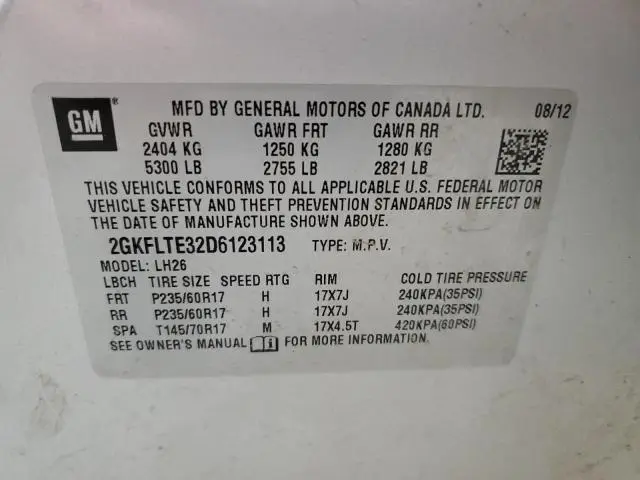 GM ® MFD BY GENERAL MOTORS OF CANADA LTD. 08/12
GVWR GAWR FRT GAWR RR
2404 KG 1250 KG 1280 KG
5300 LB 2755 LB 2821 LB
THIS VEHICLE CONFORMS TO ALL APPLICABLE U.S. FEDERAL MOTOR
VEHICLE SAFETY AND THEFT PREVENTION STANDARDS IN EFFECT ON
THE DATE OF MANUFACTURE SHOWN ABOVE.
2GKFLTE32D6123113 TYPE: M.P.V.
MODEL: LH26
LBCH TIRE SIZE SPEED RTG RIM COLD TIRE PRESSURE
FRT P235/60R17 H 17X7J 240KPA(35PSI)
RR P235/60R17 H 17X7J 240KPA(35PSI)
SPA T145/70R17 M 17X4.5T 420KPA(60PSI)
SEE OWNER'S MANUAL FOR MORE INFORMATION.